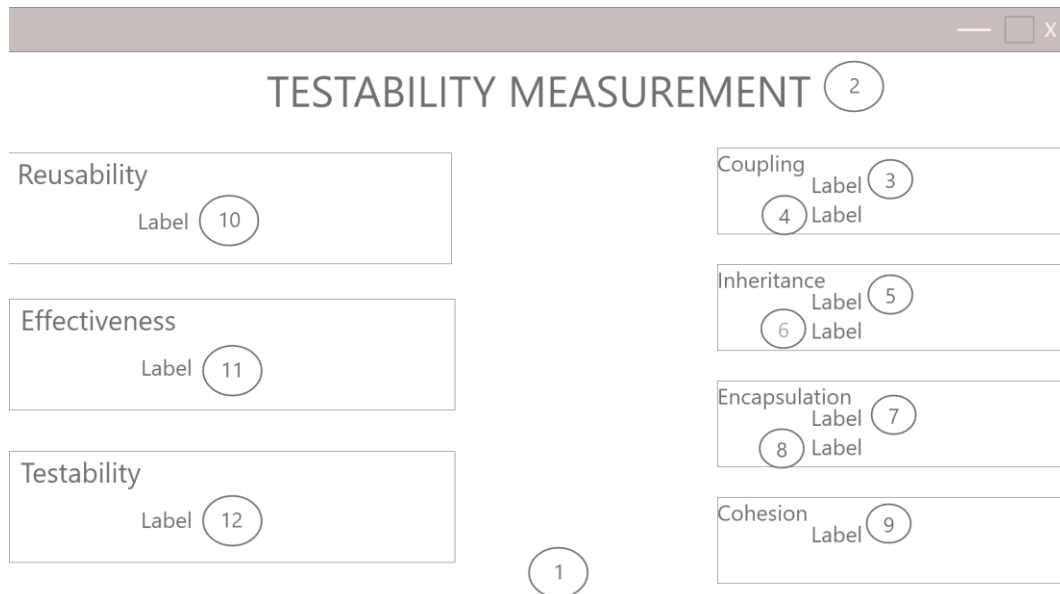 X
TESTABILITY MEASUREMENT 2
Reusability
Label 10
Effectiveness
Label 11
Testability
Label 12
Coupling
Label 3
4 Label
Inheritance
Label 5
6 Label
Encapsulation
Label 7
8 Label
Cohesion
Label 9
1